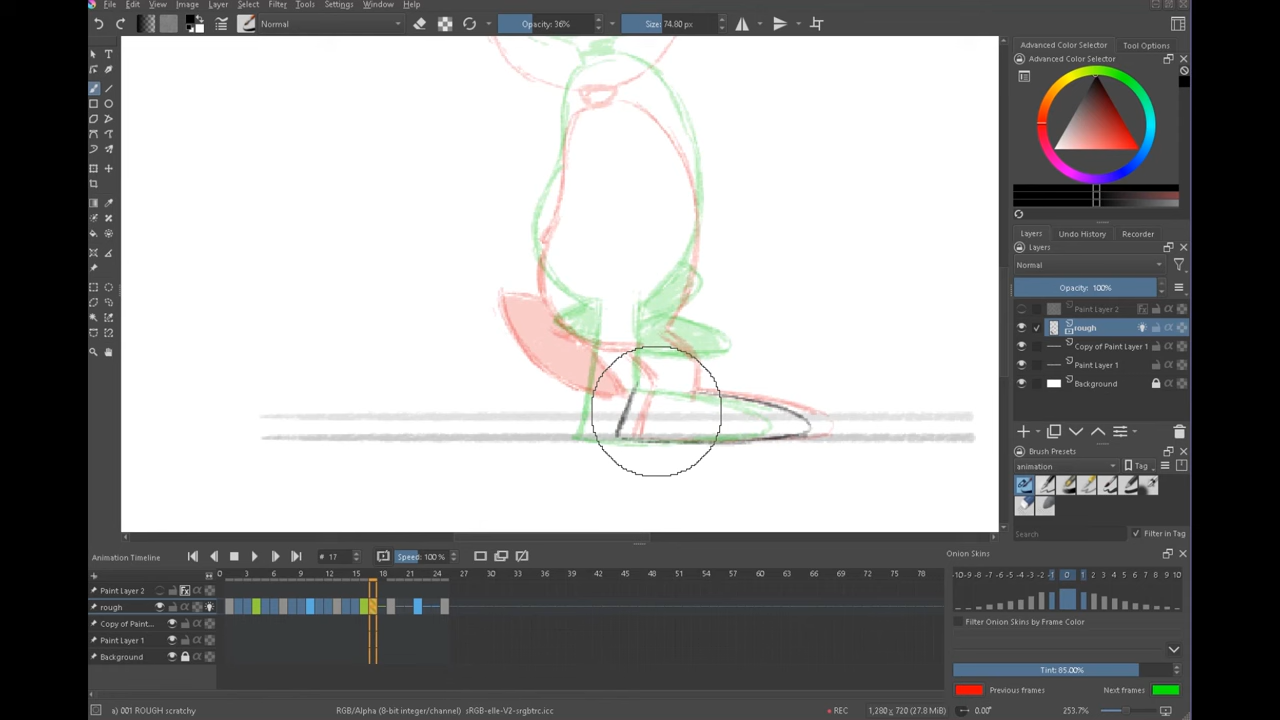 File Edit View Image Layer Select Filter Tools Settings Window Help
Normal Opacity: 36% Size: 74.80 px
Advanced Color Selector Tool Options
Advanced Color Selector
Layers Undo History Recorder
Layers
Normal
Opacity: 100%
Paint Layer 2
rough
Copy of Paint Layer 1
Paint Layer 1
Background
Brush Presets
animation Tag
Search Filter in Tag
Animation Timeline # 17 Speed: 100 %
Onion Skins
0 3 6 9 12 15 18 21 24 27 30 33 36 39 42 45 48 51 54 57 60 63 66 69 72 75 78
-10 -9 -8 -7 -6 -5 -4 -3 -2 -1 0 1 2 3 4 5 6 7 8 9 10
Paint Layer 2
rough
Copy of Paint...
Paint Layer 1
Background
Filter Onion Skins by Frame Color
Tint: 85.00%
Previous frames Next frames
a) 001 ROUGH scratchy RGB/Alpha (8-bit integer/channel) sRGB-elle-V2-srgbtrc.icc REC 1,280 x 720 (27.8 MiB) 0.00° 253.7%